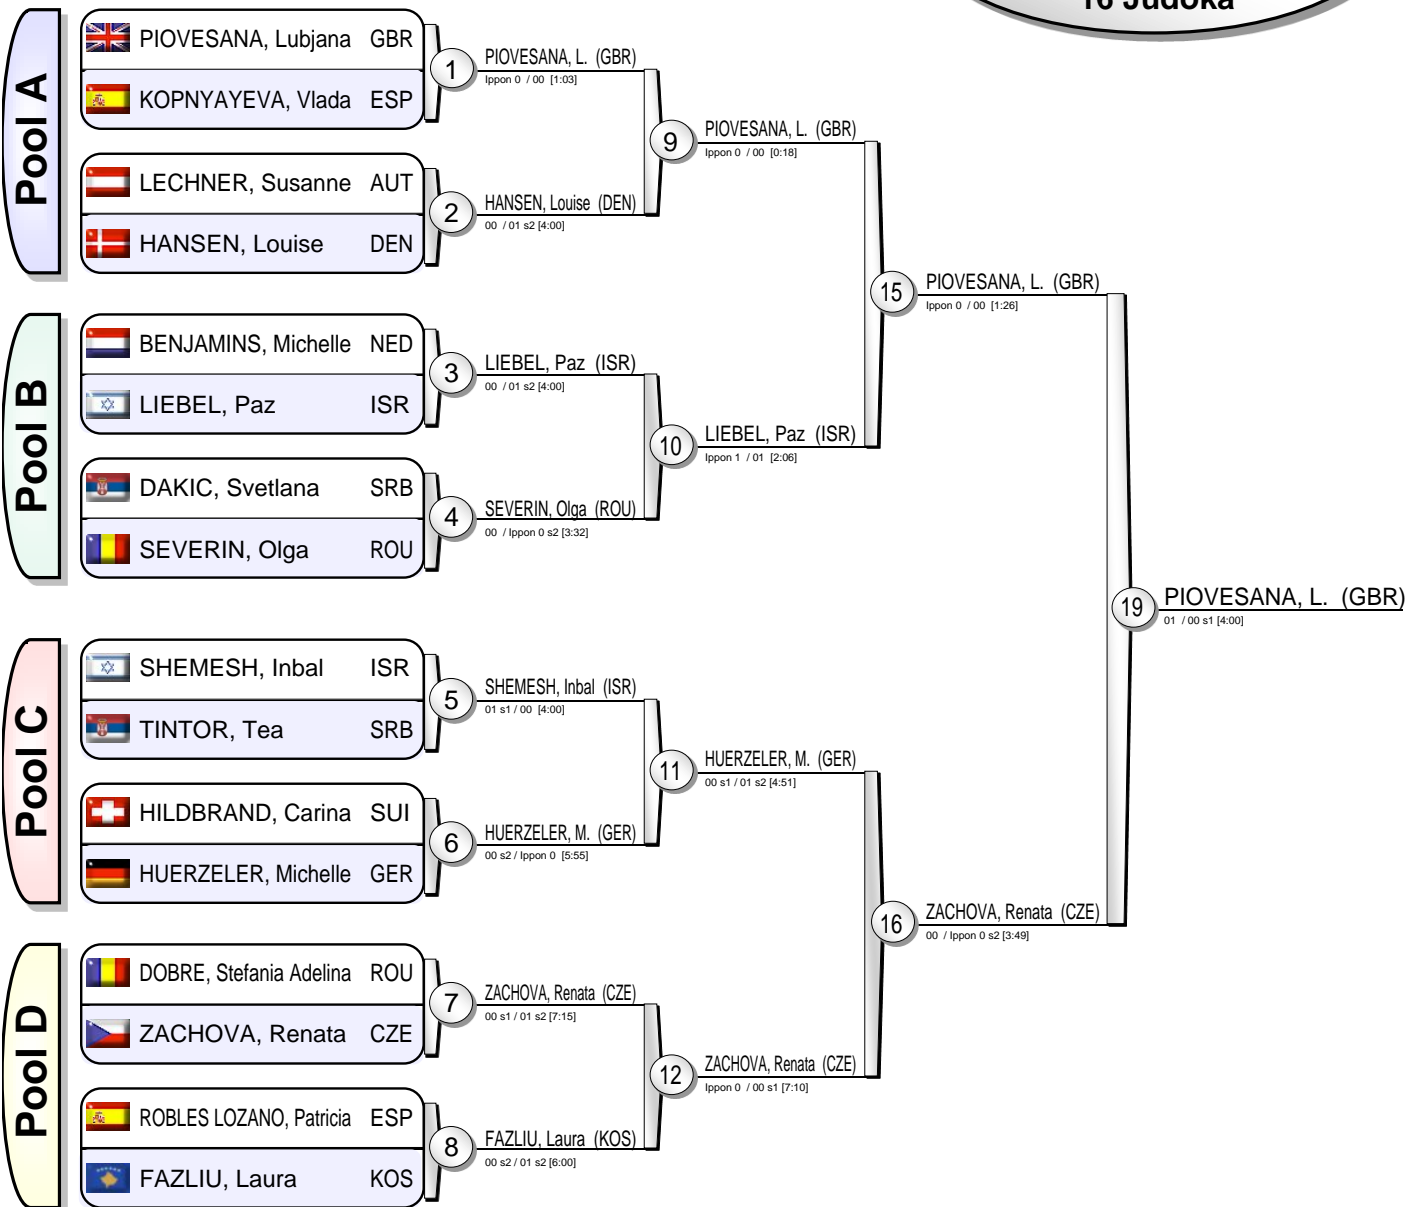 16 Judoka
Pool A
PIOVESANA, Lubjana GBR
KOPNYAYEVA, Vlada ESP
LECHNER, Susanne AUT
HANSEN, Louise DEN
1
PIOVESANA, L. (GBR)
Ippon 0 / 00 [1:03]
2
HANSEN, Louise (DEN)
00 / 01 s2 [4:00]
9
PIOVESANA, L. (GBR)
Ippon 0 / 00 [0:18]
Pool B
BENJAMINS, Michelle NED
LIEBEL, Paz ISR
DAKIC, Svetlana SRB
SEVERIN, Olga ROU
3
LIEBEL, Paz (ISR)
00 / 01 s2 [4:00]
4
SEVERIN, Olga (ROU)
00 / Ippon 0 s2 [3:32]
10
LIEBEL, Paz (ISR)
Ippon 1 / 01 [2:06]
15
PIOVESANA, L. (GBR)
Ippon 0 / 00 [1:26]
Pool C
SHEMESH, Inbal ISR
TINTOR, Tea SRB
HILDBRAND, Carina SUI
HUERZELER, Michelle GER
5
SHEMESH, Inbal (ISR)
01 s1 / 00 [4:00]
6
HUERZELER, M. (GER)
00 s2 / Ippon 0 [5:55]
11
HUERZELER, M. (GER)
00 s1 / 01 s2 [4:51]
Pool D
DOBRE, Stefania Adelina ROU
ZACHOVA, Renata CZE
ROBLES LOZANO, Patricia ESP
FAZLIU, Laura KOS
7
ZACHOVA, Renata (CZE)
00 s1 / 01 s2 [7:15]
8
FAZLIU, Laura (KOS)
00 s2 / 01 s2 [6:00]
12
ZACHOVA, Renata (CZE)
Ippon 0 / 00 s1 [7:10]
16
ZACHOVA, Renata (CZE)
00 / Ippon 0 s2 [3:49]
19
PIOVESANA, L. (GBR)
01 / 00 s1 [4:00]